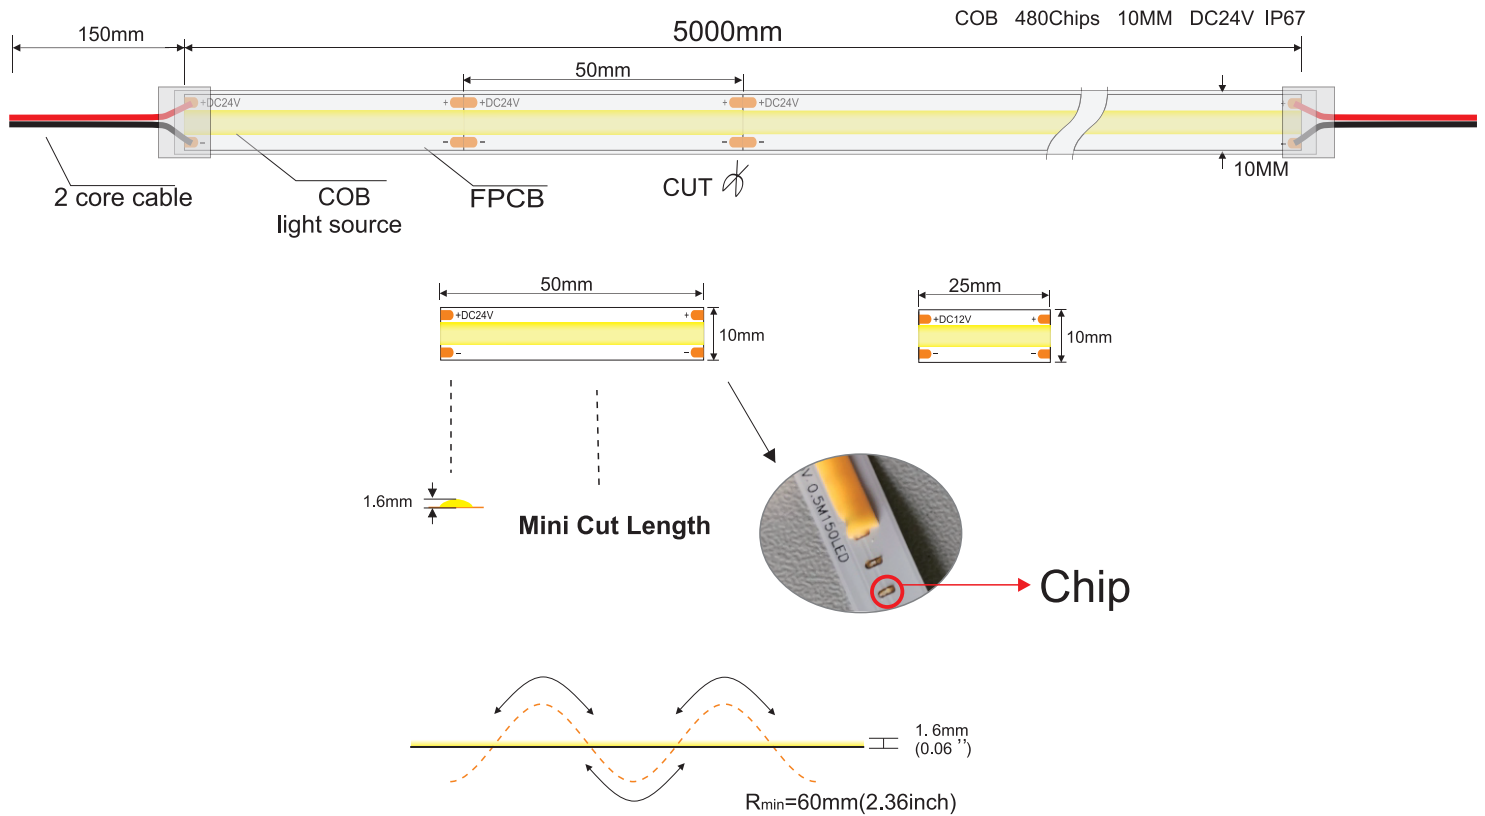 COB 480Chips 10MM DC24V IP67
150mm
5000mm
50mm
+DC24V + +DC24V + +DC24V +
- - - - - -
10MM
2 core cable
COB
light source
FPCB
CUT
50mm
+DC24V +
- -
10mm
25mm
+DC12V +
- -
10mm
1.6mm
Mini Cut Length
V 0.5M150LED
Chip
1.6mm
(0.06 '')
Rmin=60mm(2.36inch)